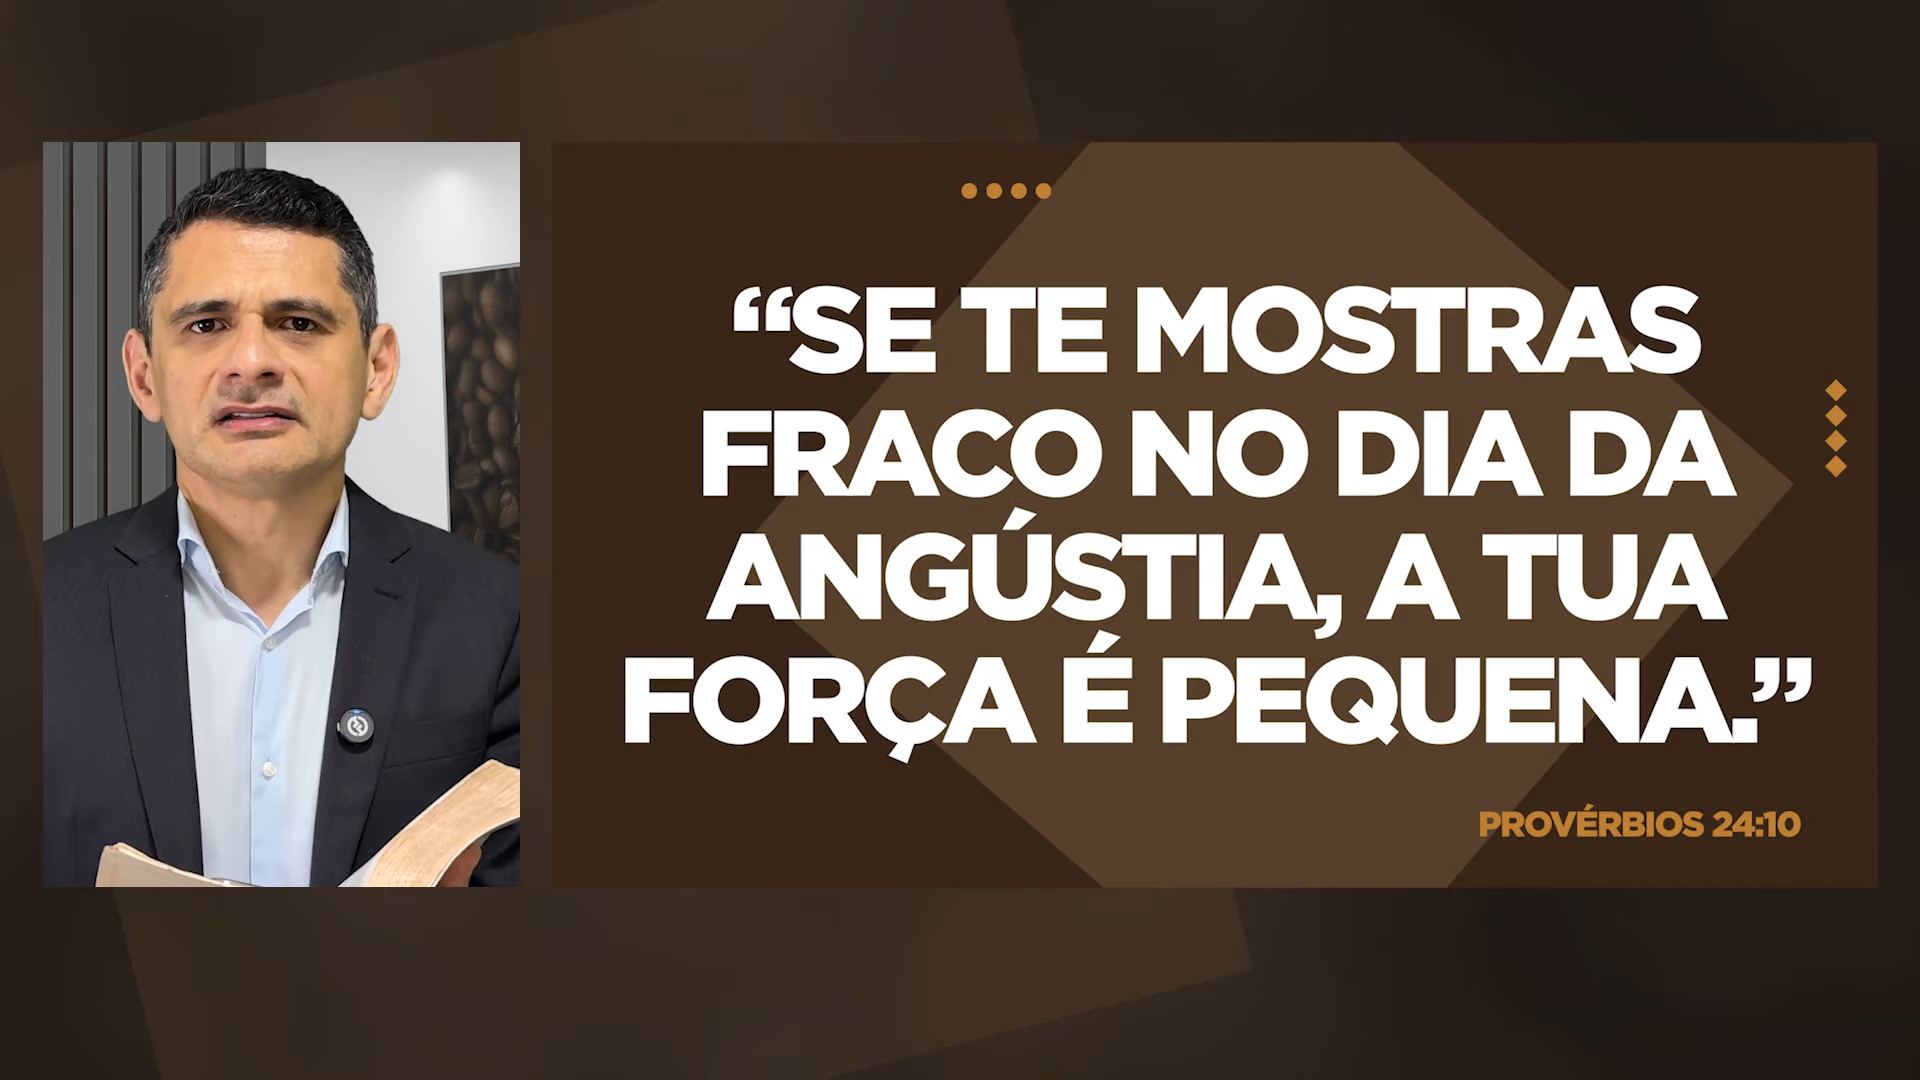 “SE TE MOSTRAS
FRACO NO DIA DA
ANGÚSTIA, A TUA
FORÇA É PEQUENA.”
PROVÉRBIOS 24:10